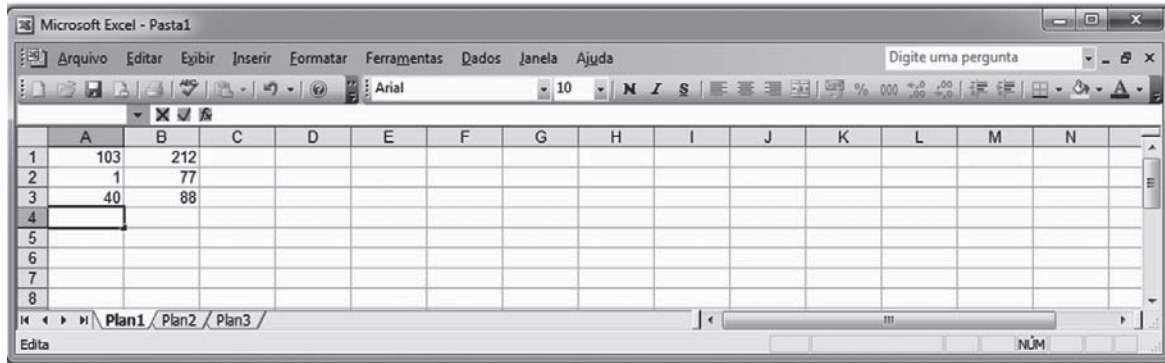 Microsoft Excel - Pasta1
Arquivo Editar Exibir Inserir Formatar Ferramentas Dados Janela Ajuda Digite uma pergunta
Arial 10 N I S % 000
A B C D E F G H I J K L M N
1 103 212
2 1 77
3 40 88
4
5
6
7
8
Plan1 Plan2 Plan3
Edita NÚM